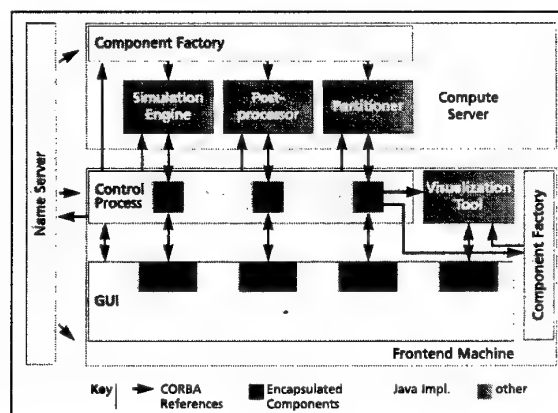 Component Factory
Simulation
Engine
Post-
processor
Partitioner
Compute
Server
Name Server
Control
Process
Visualization
Tool
Component Factory
GUI
Frontend Machine
Key
CORBA
References
Encapsulated
Components
Java Impl.
other